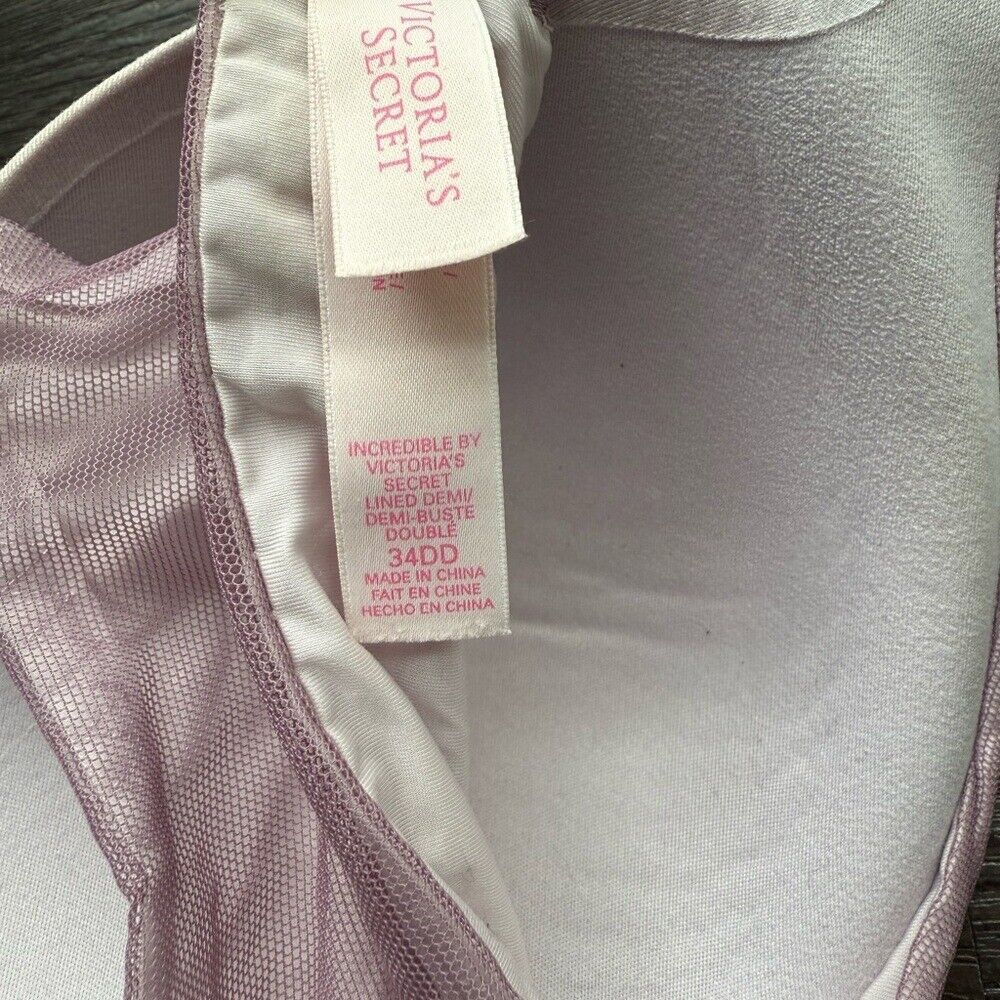 VICTORIA'S
SECRET
INCREDIBLE BY
VICTORIA'S
SECRET
LINED DEMI/
DEMI-BUSTE
DOUBLÉ
34DD
MADE IN CHINA
FAIT EN CHINE
HECHO EN CHINA